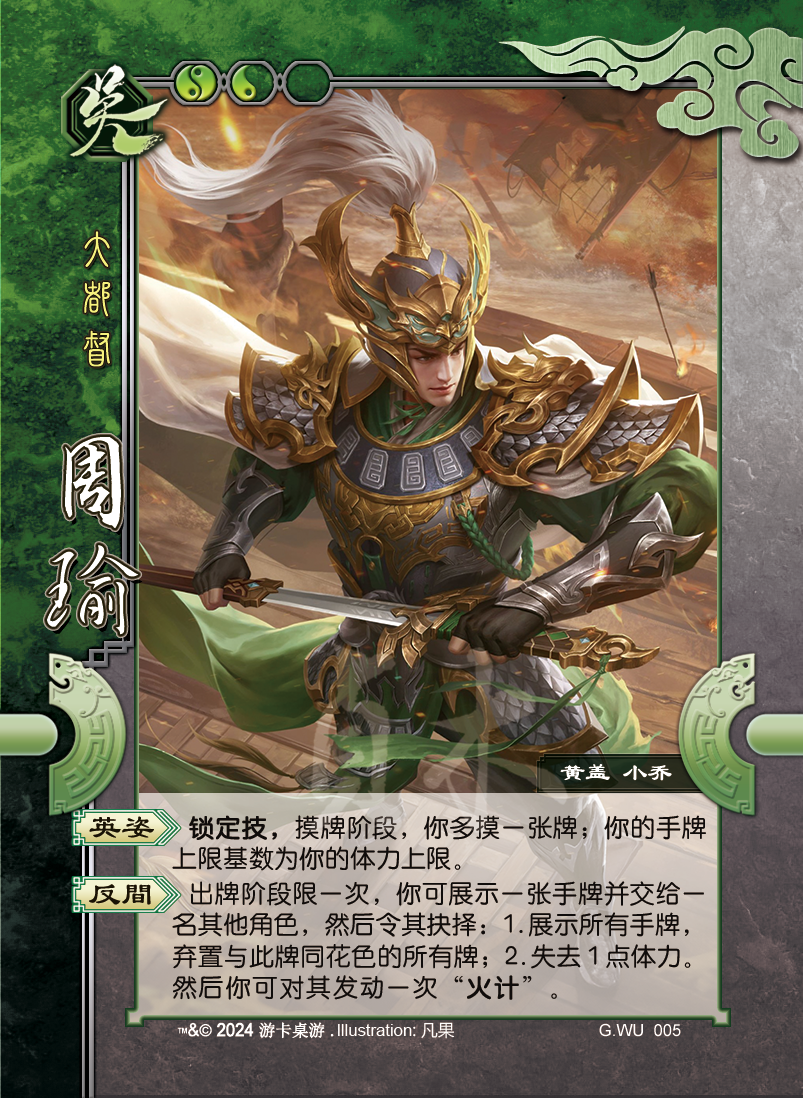 吴
大都督
周瑜
黄盖 小乔
英姿 锁定技，摸牌阶段，你多摸一张牌；你的手牌
上限基数为你的体力上限。
反間 出牌阶段限一次，你可展示一张手牌并交给一
名其他角色，然后令其抉择：1.展示所有手牌，
弃置与此牌同花色的所有牌；2.失去1点体力。
然后你可对其发动一次“火计”。
™&© 2024 游卡桌游 . Illustration: 凡果 G.WU 005